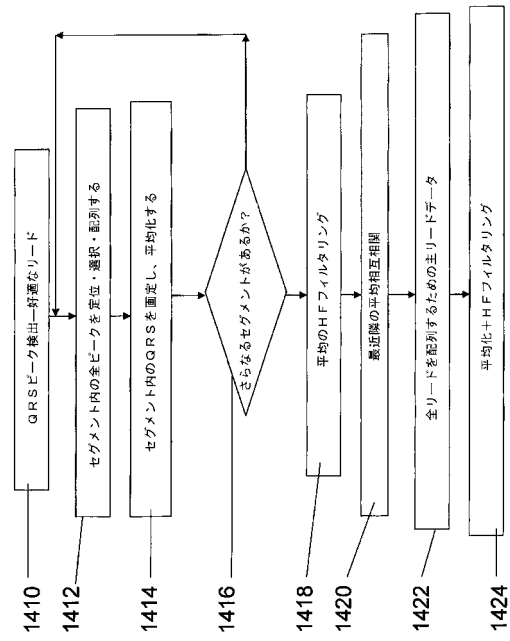 1410
QRSピーク検出—好適なリード
1412
セグメント内の全ピークを定位・選択・配列する
1414
セグメント内のQRSを画定し、平均化する
1416
さらなるセグメントがあるか？
1418
平均のHFフィルタリング
1420
最近隣の平均相互相関
1422
全リードを配列するための主リードデータ
1424
平均化＋HFフィルタリング